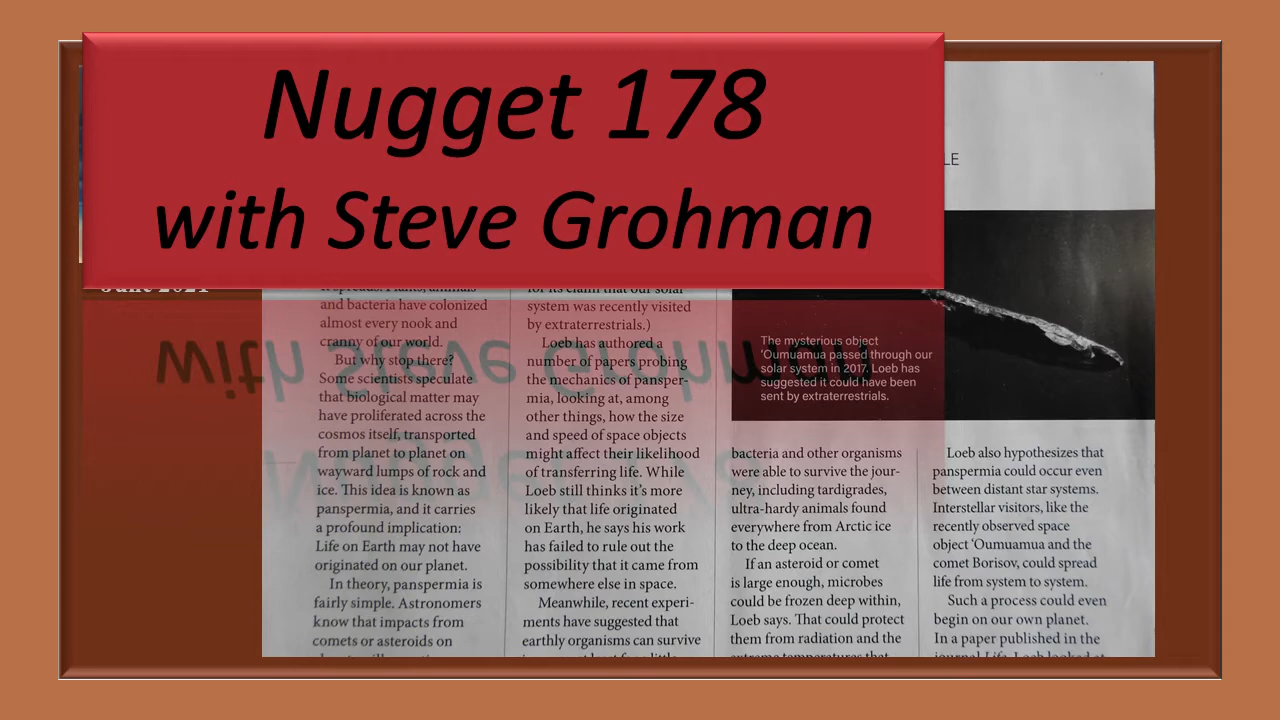 Nugget 178
with Steve Grohman
LE
June 2021
and bacteria have colonized
almost every nook and
cranny of our world.
But why stop there?
Some scientists speculate
that biological matter may
have proliferated across the
cosmos itself, transported
from planet to planet on
wayward lumps of rock and
ice. This idea is known as
panspermia, and it carries
a profound implication:
Life on Earth may not have
originated on our planet.
In theory, panspermia is
fairly simple. Astronomers
know that impacts from
comets or asteroids on
for its claim that our solar
system was recently visited
by extraterrestrials.)
Loeb has authored a
number of papers probing
the mechanics of pansper-
mia, looking at, among
other things, how the size
and speed of space objects
might affect their likelihood
of transferring life. While
Loeb still thinks it's more
likely that life originated
on Earth, he says his work
has failed to rule out the
possibility that it came from
somewhere else in space.
Meanwhile, recent experi-
ments have suggested that
earthly organisms can survive
The mysterious object
'Oumuamua passed through our
solar system in 2017. Loeb has
suggested it could have been
sent by extraterrestrials.
bacteria and other organisms
were able to survive the jour-
ney, including tardigrades,
ultra-hardy animals found
everywhere from Arctic ice
to the deep ocean.
If an asteroid or comet
is large enough, microbes
could be frozen deep within,
Loeb says. That could protect
them from radiation and the
extreme temperatures that
Loeb also hypothesizes that
panspermia could occur even
between distant star systems.
Interstellar visitors, like the
recently observed space
object 'Oumuamua and the
comet Borisov, could spread
life from system to system.
Such a process could even
begin on our own planet.
In a paper published in the
journal Life, Loeb looked at